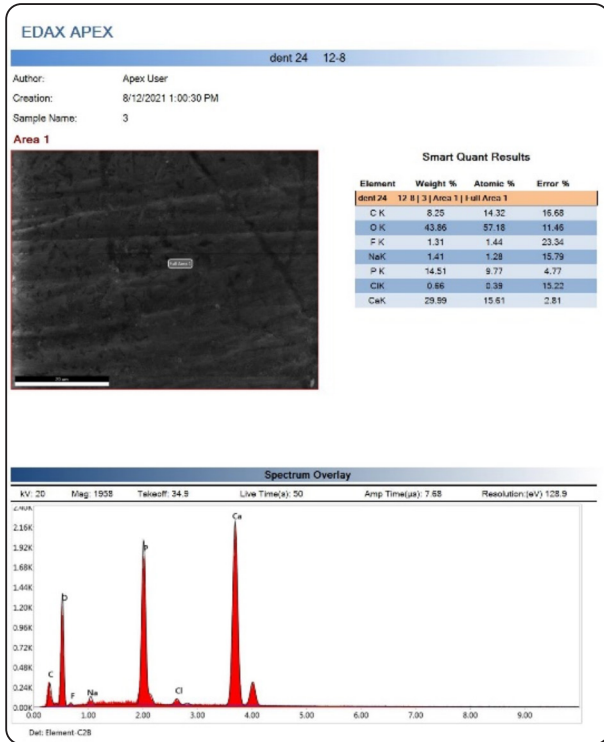 EDAX APEX
dent 24 12-8
Author: Apex User
Creation: 8/12/2021 1:00:30 PM
Sample Name: 3
Area 1
Full Area 1
Smart Quant Results
Element Weight % Atomic % Error %
dent 24 12-8 | 3 | Area 1 | Full Area 1
C K 8.25 14.32 16.68
O K 43.86 57.18 11.46
F K 1.31 1.44 23.34
NaK 1.41 1.28 15.79
P K 14.51 9.77 4.77
ClK 0.66 0.39 15.22
CaK 29.99 15.61 2.81
Spectrum Overlay
kV: 20 Mag: 1938 Takeoff: 34.9 Live Time(s): 50 Amp Time(µs): 7.68 Resolution:(eV) 128.9
2.40K
2.16K
1.92K
1.68K
1.44K
1.20K
0.96K
0.72K
0.48K
0.24K
0.00K
C
O
F
Na
P
Cl
Ca
0.00 1.00 2.00 3.00 4.00 5.00 6.00 7.00 8.00 9.00
Det: Element-C2B